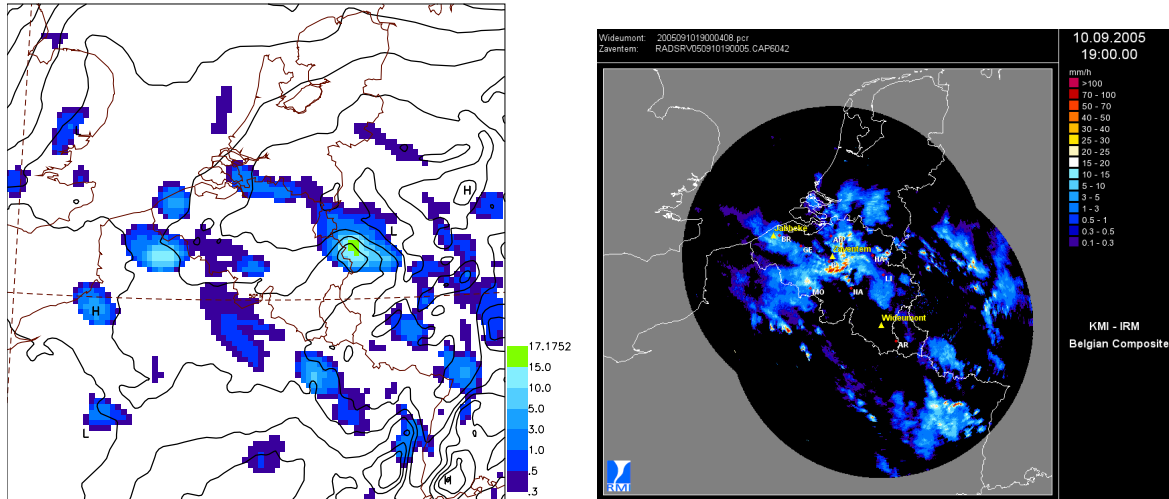 H
L
H
L
H
17.1752
15.0
10.0
5.0
3.0
1.0
.5
.3
Wideumont: 2005091019000408.pcr
Zaventem: RADSRV050910190005.CAP6042
10.09.2005
19:00.00
mm/h
>100
70 - 100
50 - 70
40 - 50
30 - 40
25 - 30
20 - 25
15 - 20
10 - 15
5 - 10
3 - 5
1 - 3
0.5 - 1
0.3 - 0.5
0.1 - 0.3
Jabbeke
BR
GE
Zaventem
HA
LI
MO
NA
Wideumont
AR
KMI - IRM
Belgian Composite
RMI